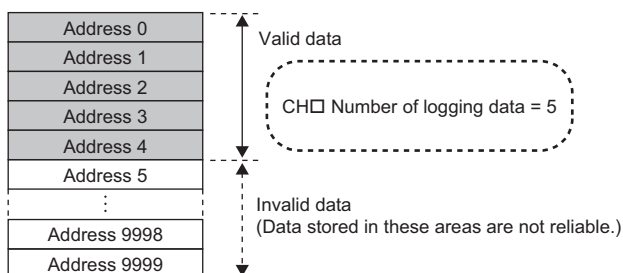 Address 0
Valid data
Address 1
Address 2
CH□ Number of logging data = 5
Address 3
Address 4
Address 5
Invalid data
(Data stored in these areas are not reliable.)
⋮
Address 9998
Address 9999